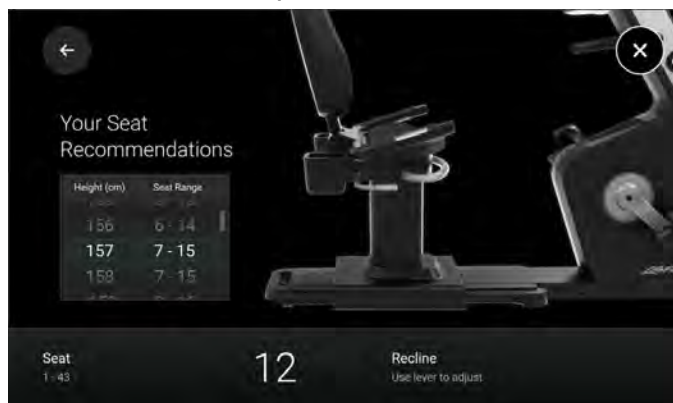 Your Seat
Recommendations
Height (cm) Seat Range
156 6 - 14
157 7 - 15
158 7 - 15
Seat
1 - 43
12
Recline
Use lever to adjust